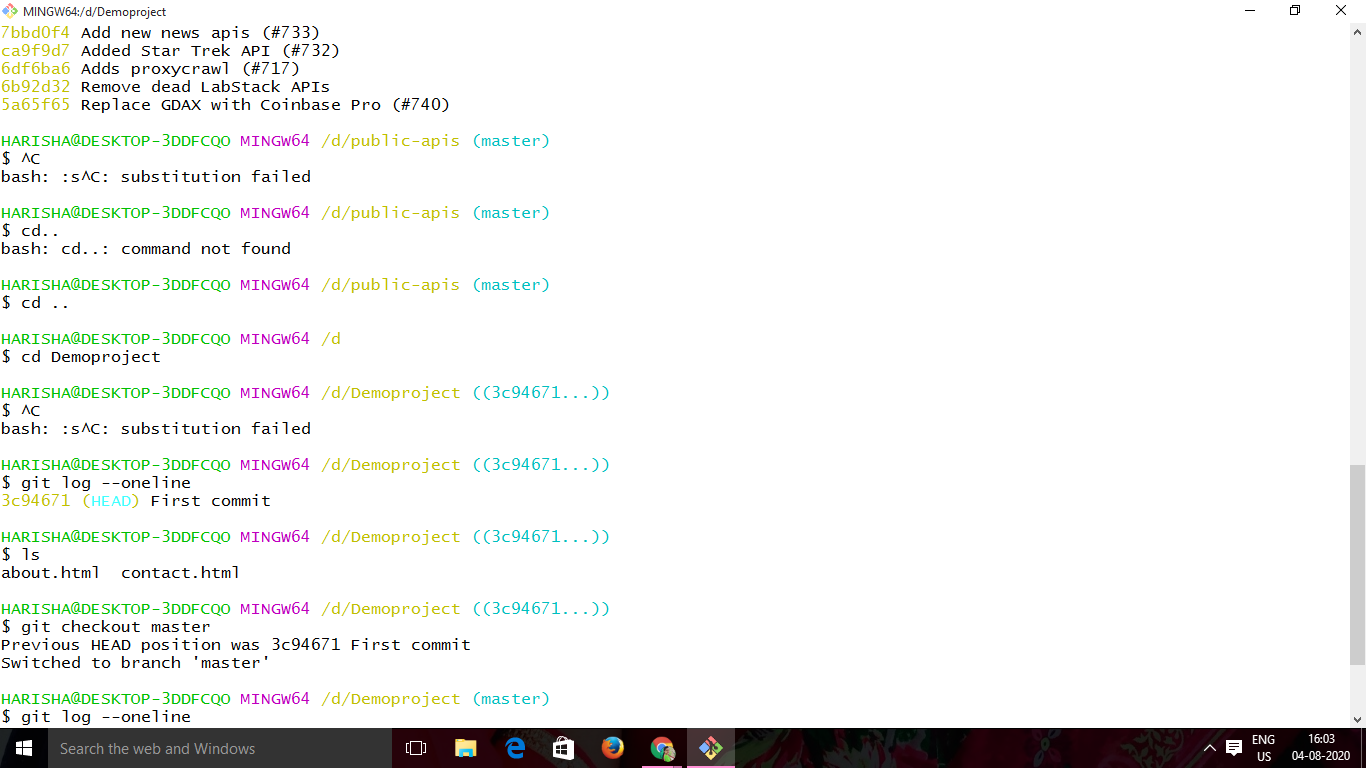 MINGW64:/d/Demoproject
7bbd0f4 Add new news apis (#733)
ca9f9d7 Added Star Trek API (#732)
6df6ba6 Adds proxycrawl (#717)
6b92d32 Remove dead LabStack APIs
5a65f65 Replace GDAX with Coinbase Pro (#740)
HARISHA@DESKTOP-3DDFCQO MINGW64 /d/public-apis (master)
$ ^C
bash: :s^C: substitution failed
HARISHA@DESKTOP-3DDFCQO MINGW64 /d/public-apis (master)
$ cd..
bash: cd..: command not found
HARISHA@DESKTOP-3DDFCQO MINGW64 /d/public-apis (master)
$ cd ..
HARISHA@DESKTOP-3DDFCQO MINGW64 /d
$ cd Demoproject
HARISHA@DESKTOP-3DDFCQO MINGW64 /d/Demoproject ((3c94671...))
$ ^C
bash: :s^C: substitution failed
HARISHA@DESKTOP-3DDFCQO MINGW64 /d/Demoproject ((3c94671...))
$ git log --oneline
3c94671 (HEAD) First commit
HARISHA@DESKTOP-3DDFCQO MINGW64 /d/Demoproject ((3c94671...))
$ ls
about.html  contact.html
HARISHA@DESKTOP-3DDFCQO MINGW64 /d/Demoproject ((3c94671...))
$ git checkout master
Previous HEAD position was 3c94671 First commit
Switched to branch 'master'
HARISHA@DESKTOP-3DDFCQO MINGW64 /d/Demoproject (master)
$ git log --oneline
Search the web and Windows
ENG
US
16:03
04-08-2020